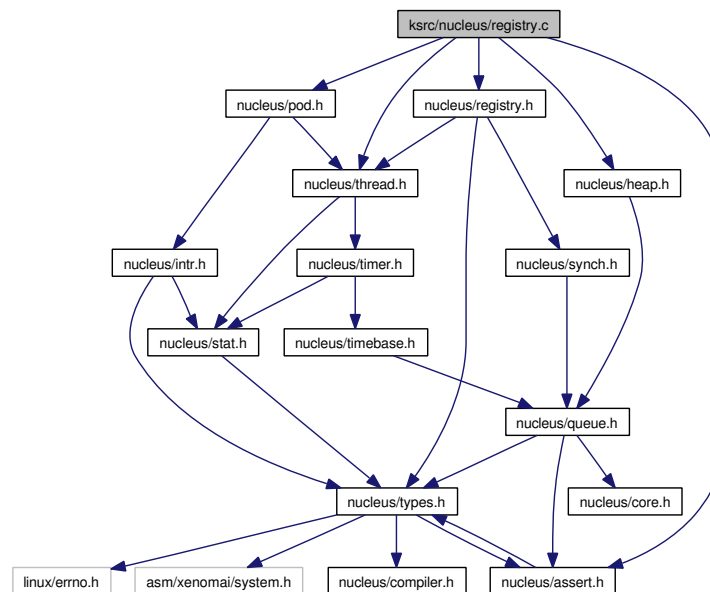 ksrc/nucleus/registry.c
nucleus/pod.h
nucleus/registry.h
nucleus/thread.h
nucleus/heap.h
nucleus/intr.h
nucleus/timer.h
nucleus/synch.h
nucleus/stat.h
nucleus/timebase.h
nucleus/queue.h
nucleus/types.h
nucleus/core.h
linux/errno.h
asm/xenomai/system.h
nucleus/compiler.h
nucleus/assert.h